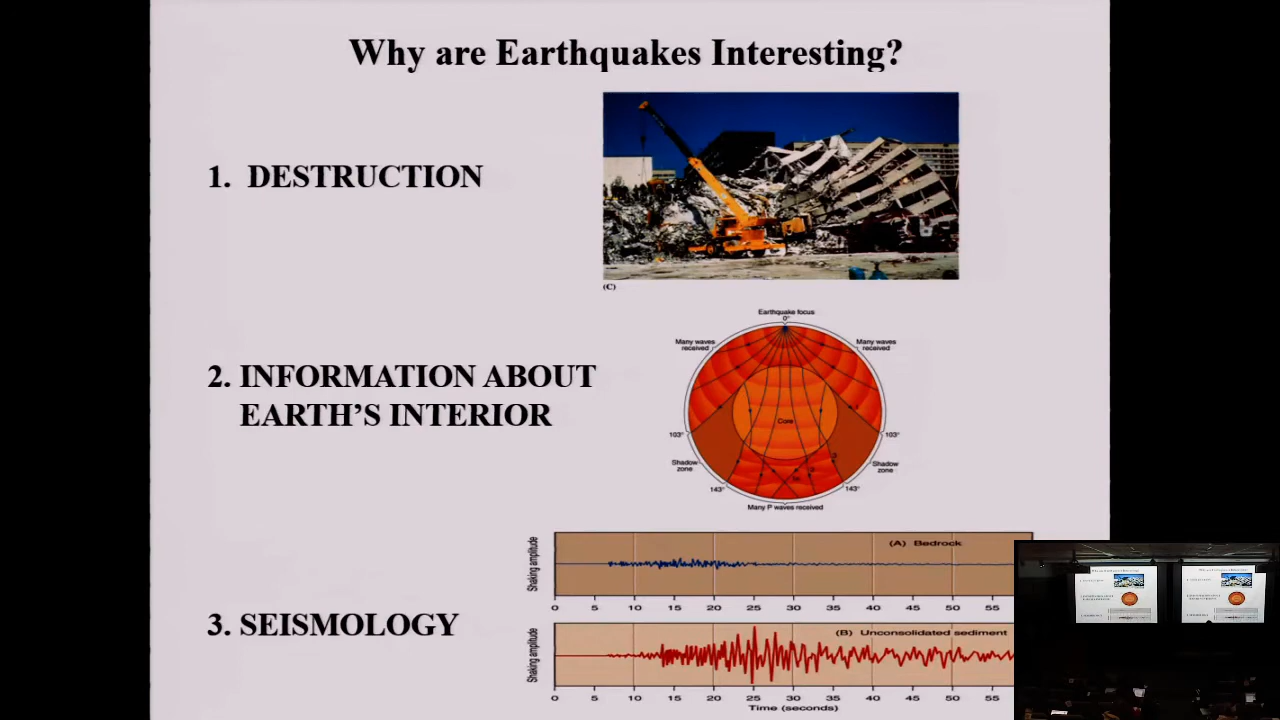 Why are Earthquakes Interesting?
1. DESTRUCTION
(C)
2. INFORMATION ABOUT
EARTH'S INTERIOR
Earthquake focus
0°
Many waves
received
Many waves
received
Core
103°
103°
Shadow
zone
Shadow
zone
143°
143°
Many P waves received
3. SEISMOLOGY
Shaking amplitude
(A) Bedrock
0 5 10 15 20 25 30 35 40 45 50 55
Shaking amplitude
(B) Unconsolidated sediment
0 5 10 15 20 25 30 35 40 45 50 55
Time (seconds)